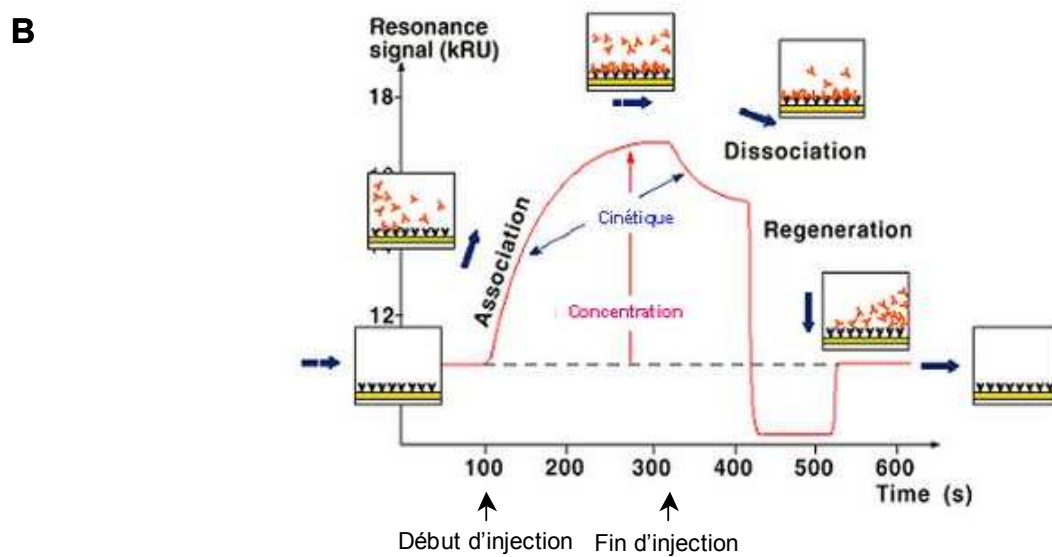 B
Resonance
signal (kRU)
18
12
Association
Dissociation
Cinétique
Regeneration
Concentration
100 200 300 400 500 600
Time (s)
Début d'injection Fin d'injection